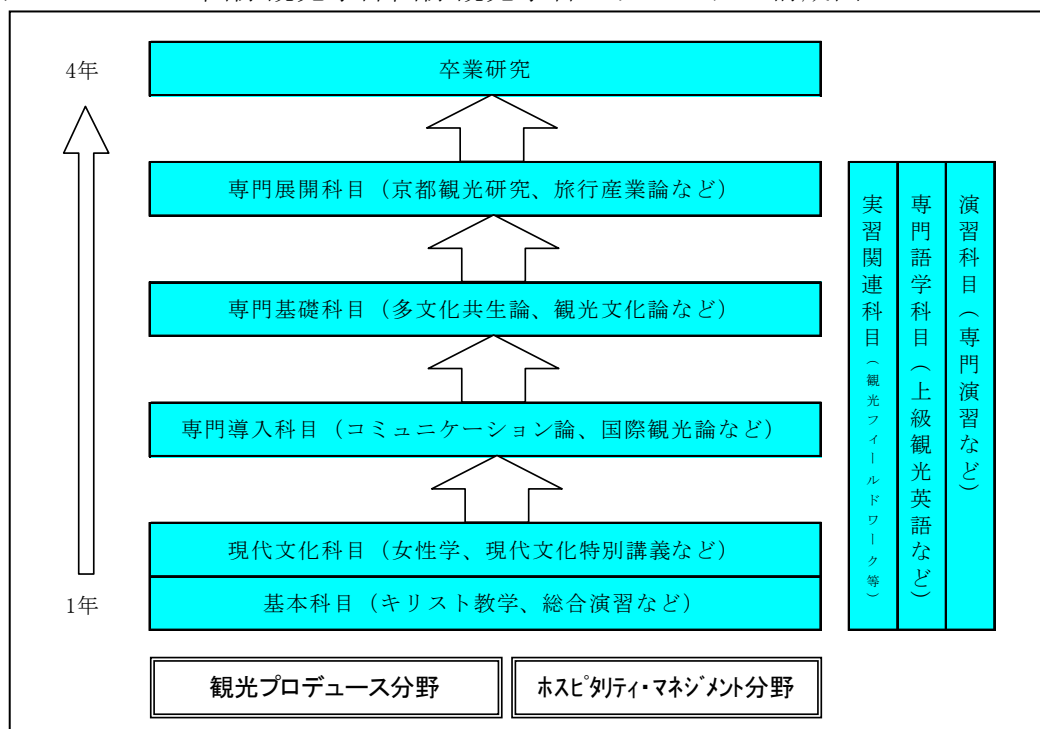 4年
卒業研究
専門展開科目（京都観光研究、旅行産業論など）
専門基礎科目（多文化共生論、観光文化論など）
専門導入科目（コミュニケーション論、国際観光論など）
現代文化科目（女性学、現代文化特別講義など）
1年
基本科目（キリスト教学、総合演習など）
演習科目（専門演習など）
専門語学科目（上級観光英語など）
実習関連科目（観光フィールドワーク等）
観光プロデュース分野
ﾎｽﾋﾟﾀﾘﾃｨ・ﾏﾈｼﾞﾒﾝﾄ分野